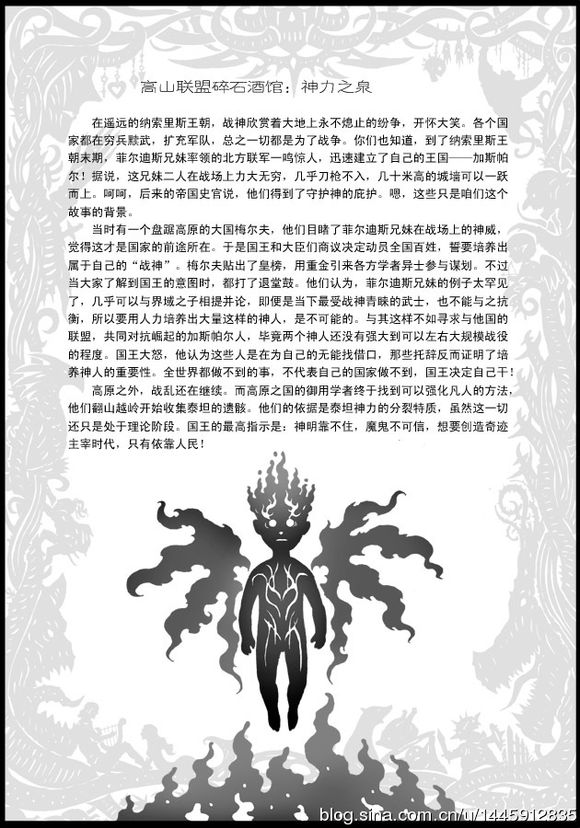 高山联盟碎石酒馆：神力之泉
在遥远的纳索里斯王朝，战神欣赏着大地上永不熄止的纷争，开怀大笑。各个国
家都在穷兵黩武，扩充军队，总之一切都是为了战争。你们也知道，到了纳索里斯王
朝末期，菲尔迪斯兄妹率领的北方联军一鸣惊人，迅速建立了自己的王国——加斯帕
尔！据说，这兄妹二人在战场上力大无穷，几乎刀枪不入，几十米高的城墙可以一跃
而上。呵呵，后来的帝国史官说，他们得到了守护神的庇护。嗯，这些只是咱们这个
故事的背景。
当时有一个盘踞高原的大国梅尔夫，他们目睹了菲尔迪斯兄妹在战场上的神威，
觉得这才是国家的前途所在。于是国王和大臣们商议决定动员全国百姓，誓要培养出
属于自己的“战神”。梅尔夫贴出了皇榜，用重金引来各方学者异士参与谋划。不过
当大家了解到国王的意图时，都打了退堂鼓。他们认为，菲尔迪斯兄妹的例子太罕见
了，几乎可以与界域之子相提并论，即便是当下最受战神青睐的武士，也不能与之抗
衡，所以要用人力培养出大量这样的神人，是不可能的。与其这样不如寻求与他国的
联盟，共同对抗崛起的加斯帕尔人，毕竟两个神人还没有强大到可以左右大规模战役
的程度。国王大怒，他认为这些人是在为自己的无能找借口，那些托辞反而证明了培
养神人的重要性。全世界都做不到的事，不代表自己的国家做不到，国王决定自己干！
高原之外，战乱还在继续。而高原之国的御用学者终于找到可以强化凡人的方法，
他们翻山越岭开始收集泰坦的遗骸。他们的依据是泰坦神力的分裂特质，虽然这一切
还只是处于理论阶段。国王的最高指示是：神明靠不住，魔鬼不可信，想要创造奇迹
主宰时代，只有依靠人民！
blog.sina.com.cn/u/1445912835